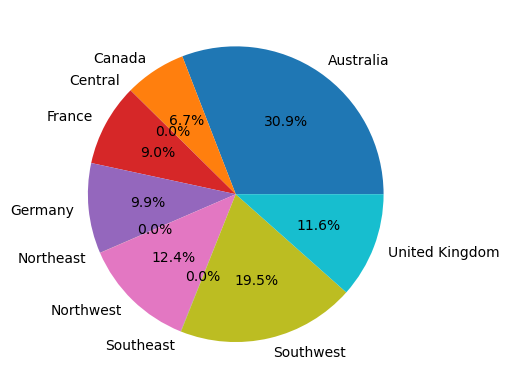 Australia
30.9%
Canada
6.7%
Central
0.0%
France
9.0%
Germany
9.9%
Northeast
0.0%
Northwest
12.4%
Southeast
0.0%
Southwest
19.5%
United Kingdom
11.6%